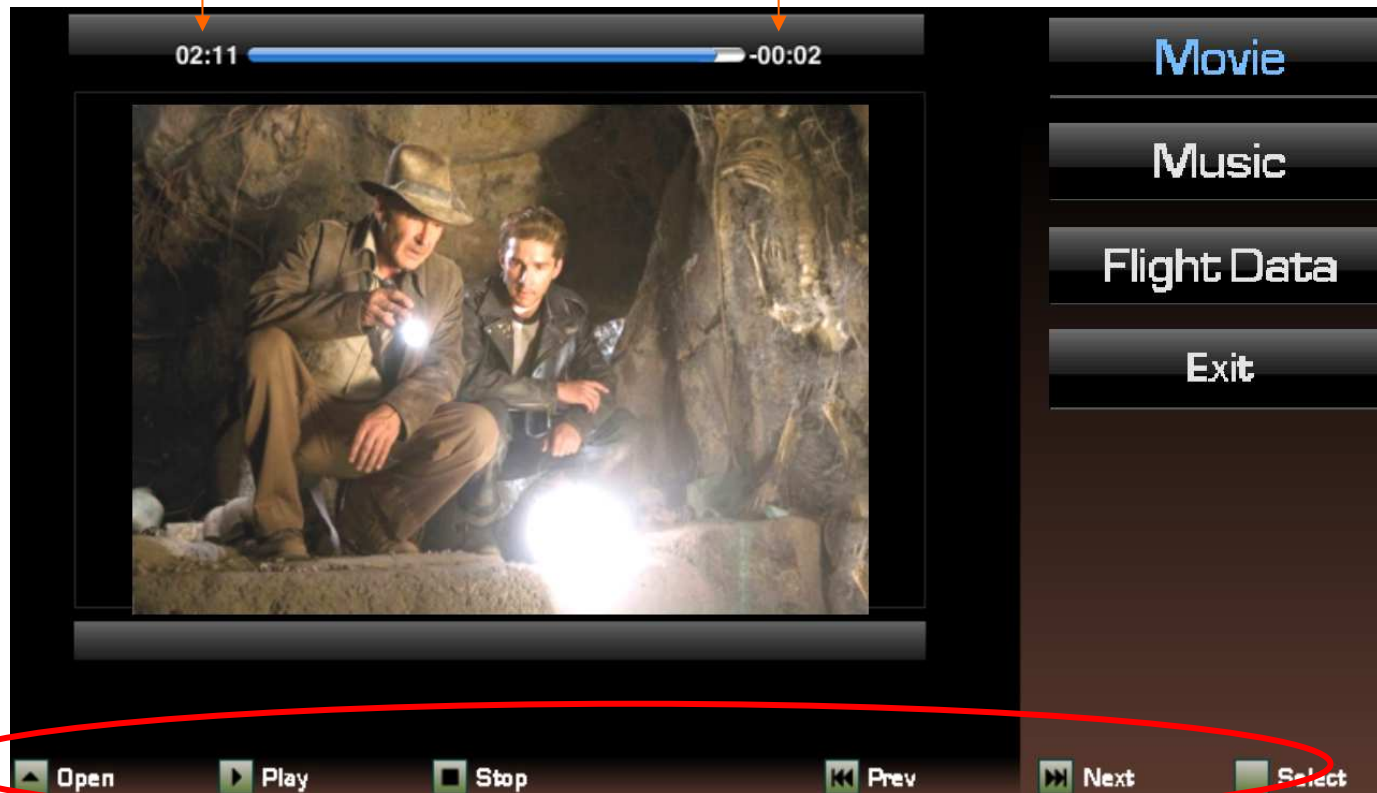 02:11 -00:02
Movie
Music
Flight Data
Exit
Open Play Stop Prev Next Select